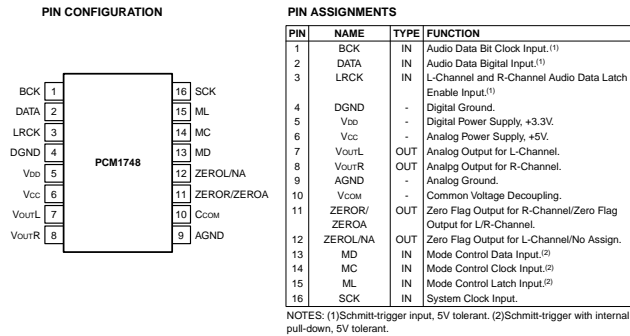 PIN CONFIGURATION
BCK 1
DATA 2
LRCK 3
DGND 4
VDD 5
VCC 6
VOUTL 7
VOUTR 8
PCM1748
16 SCK
15 ML
14 MC
13 MD
12 ZEROL/NA
11 ZEROR/ZEROA
10 CCOM
9 AGND
PIN ASSIGNMENTS
PIN NAME TYPE FUNCTION
1 BCK IN Audio Data Bit Clock Input.(1)
2 DATA IN Audio Data Bigital Input.(1)
3 LRCK IN L-Channel and R-Channel Audio Data Latch
Enable Input.(1)
4 DGND - Digital Ground.
5 VDD - Digital Power Supply, +3.3V.
6 VCC - Analog Power Supply, +5V.
7 VOUTL OUT Analog Output for L-Channel.
8 VOUTR OUT Analpg Output for R-Channel.
9 AGND - Analog Ground.
10 VCOM - Common Voltage Decoupling.
11 ZEROR/ OUT Zero Flag Output for R-Channel/Zero Flag
ZEROA Output for L/R-Channel.
12 ZEROL/NA OUT Zero Flag Output for L-Channel/No Assign.
13 MD IN Mode Control Data Input.(2)
14 MC IN Mode Control Clock Input.(2)
15 ML IN Mode Control Latch Input.(2)
16 SCK IN System Clock Input.
NOTES: (1)Schmitt-trigger input, 5V tolerant. (2)Schmitt-trigger with internal
pull-down, 5V tolerant.